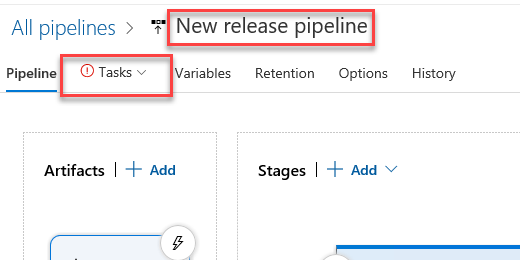 All pipelines > New release pipeline
Pipeline Tasks Variables Retention Options History
Artifacts | + Add Stages | + Add